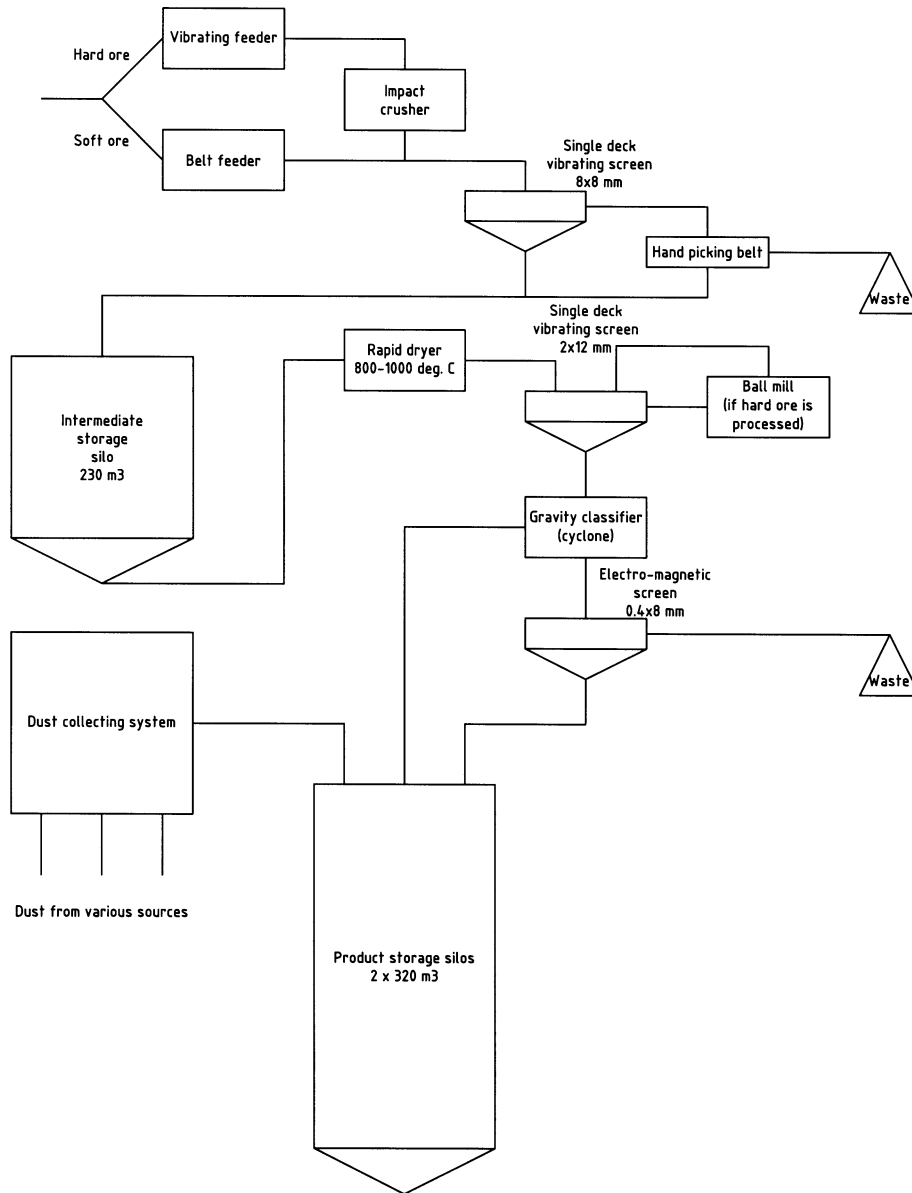 Vibrating feeder
Hard ore
Impact
crusher
Soft ore
Belt feeder
Single deck
vibrating screen
8x8 mm
Hand picking belt
Waste
Single deck
vibrating screen
2x12 mm
Rapid dryer
800-1000 deg. C
Ball mill
(if hard ore is
processed)
Intermediate
storage
silo
230 m3
Gravity classifier
(cyclone)
Electro-magnetic
screen
0.4x8 mm
Waste
Dust collecting system
Dust from various sources
Product storage silos
2 x 320 m3